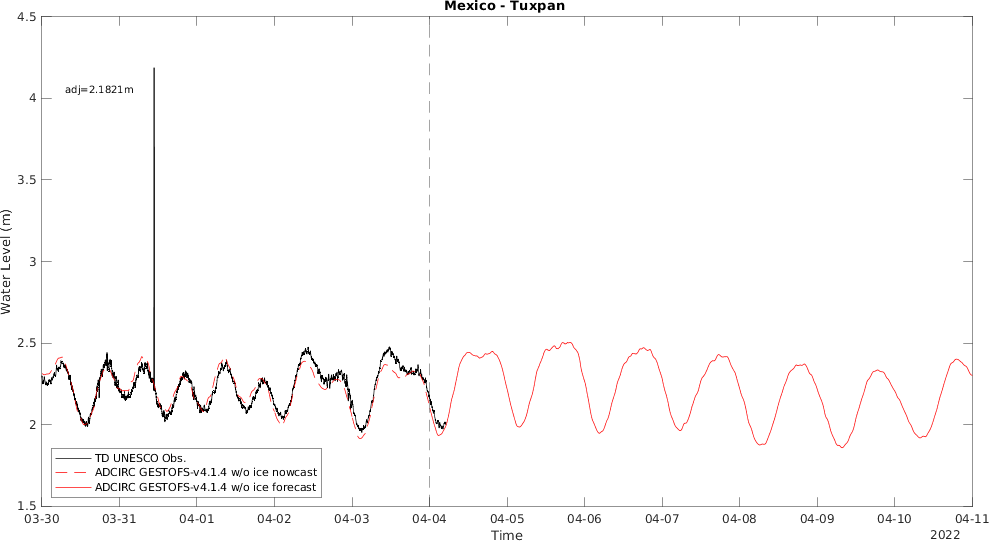 Mexico - Tuxpan
4.5
4
3.5
3
2.5
2
1.5
Water Level (m)
adj=2.1821m
TD UNESCO Obs.
ADCIRC GESTOFS-v4.1.4 w/o ice nowcast
ADCIRC GESTOFS-v4.1.4 w/o ice forecast
03-30 03-31 04-01 04-02 04-03 04-04 04-05 04-06 04-07 04-08 04-09 04-10 04-11
Time
2022